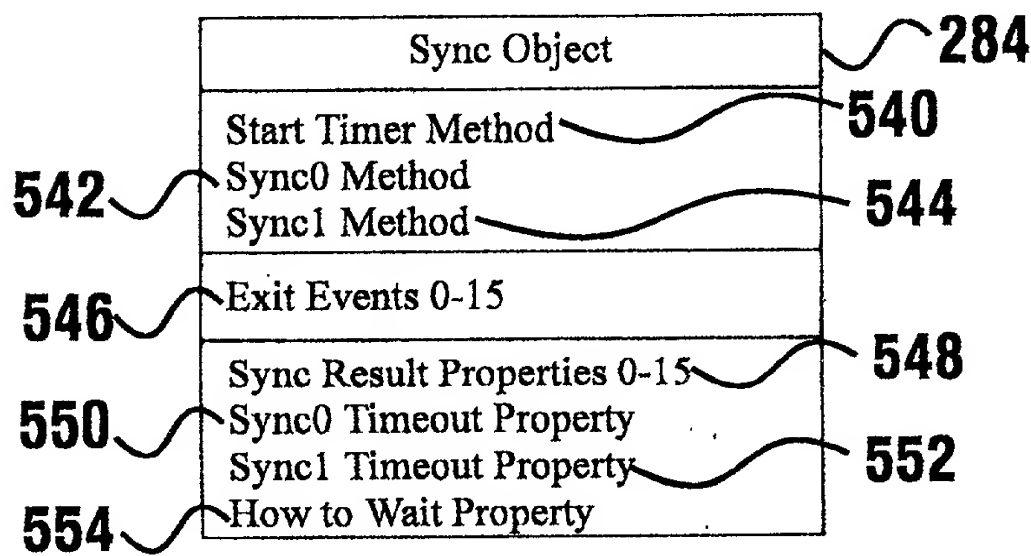 Sync Object 284
Start Timer Method 540
542 Sync0 Method
Sync1 Method 544
546 Exit Events 0-15
Sync Result Properties 0-15 548
550 Sync0 Timeout Property
Sync1 Timeout Property 552
554 How to Wait Property